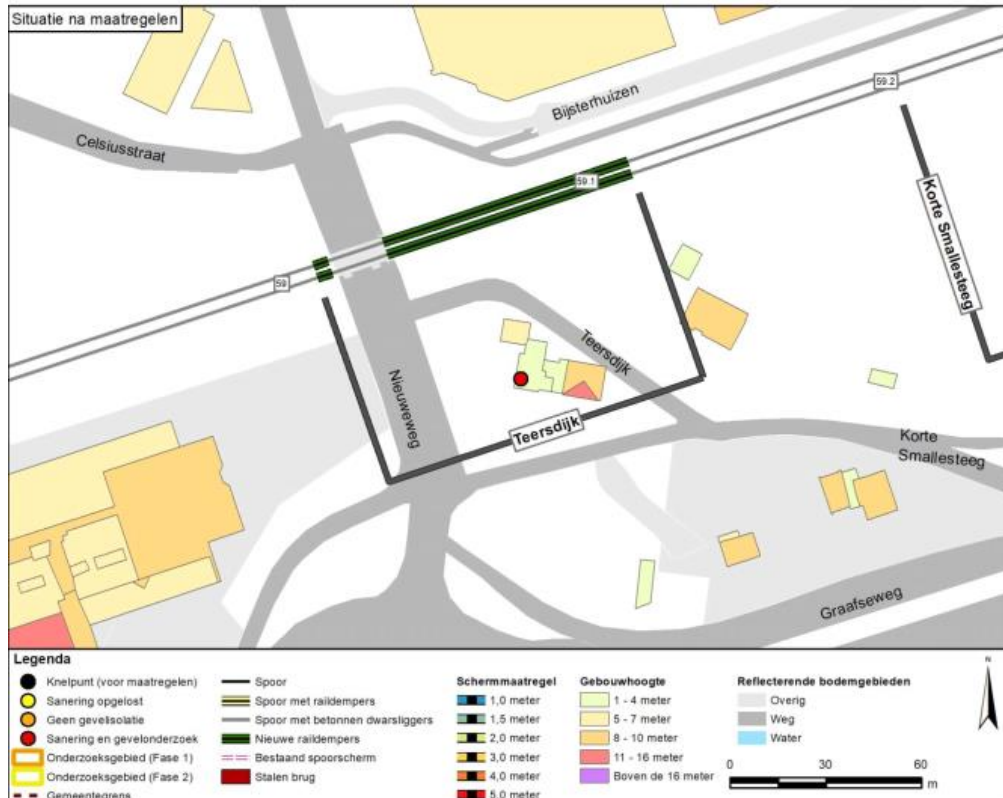 Situatie na maatregelen
Bijsterhuizen
59.2
Celsiusstraat
59.1
59
Korte Smallesteeg
Teersdijk
Nieuweweg
Teersdijk
Korte
Smallesteeg
Graafseweg
Legenda
Knelpunt (voor maatregelen)
Sanering opgelost
Geen gevelisolatie
Sanering en gevelonderzoek
Onderzoeksgebied (Fase 1)
Onderzoeksgebied (Fase 2)
Gemeentegrens
Spoor
Spoor met raildempers
Spoor met betonnen dwarsliggers
Nieuwe raildempers
Bestaand spoorscherm
Stalen brug
Schermmaatregel
1,0 meter
1,5 meter
2,0 meter
3,0 meter
4,0 meter
5,0 meter
Gebouwhoogte
1 - 4 meter
5 - 7 meter
8 - 10 meter
11 - 16 meter
Boven de 16 meter
Reflecterende bodemgebieden
Overig
Weg
Water
N
0 30 60
m